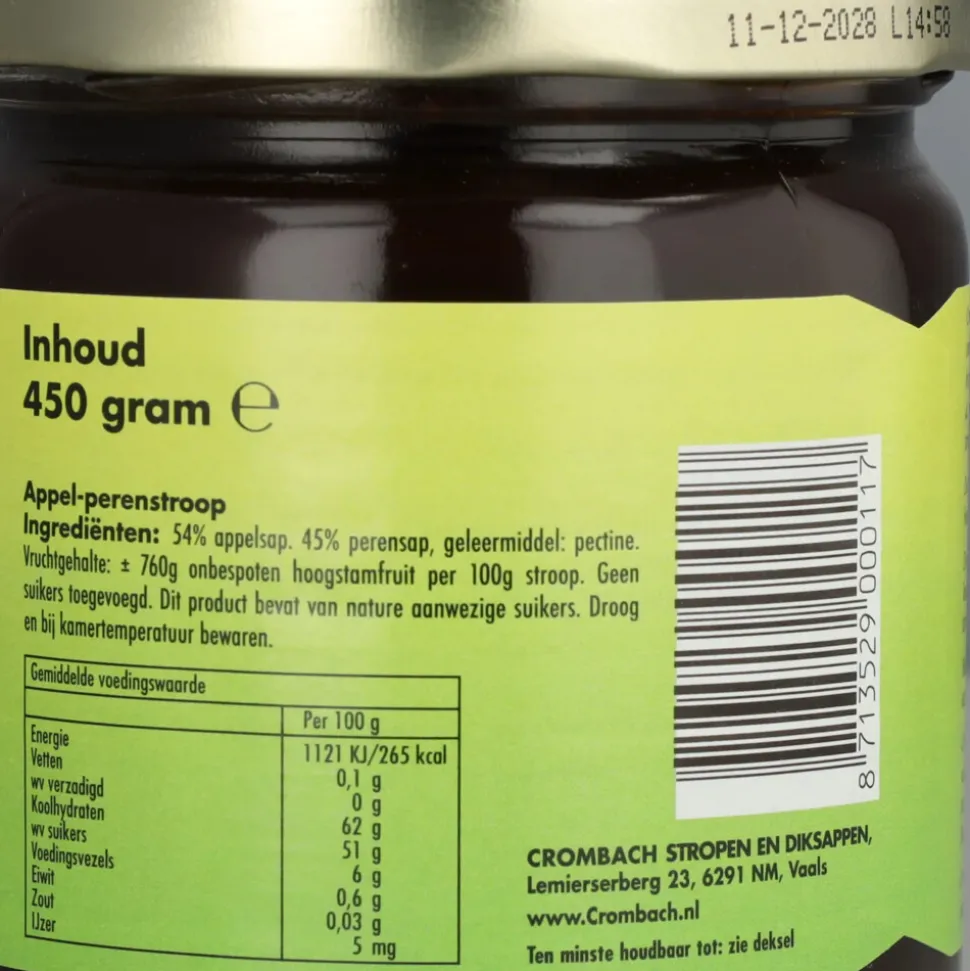 11-12-2028 L14:58
Inhoud
450 gram ℮
Appel-perenstroop
Ingrediënten: 54% appelsap. 45% perensap, geleermiddel: pectine.
Vruchtgehalte: ± 760g onbespoten hoogstamfruit per 100g stroop. Geen
suikers toegevoegd. Dit product bevat van nature aanwezige suikers. Droog
en bij kamertemperatuur bewaren.
Gemiddelde voedingswaarde
Per 100 g
Energie 1121 KJ/265 kcal
Vetten 0,1 g
wv verzadigd 0 g
Koolhydraten 62 g
wv suikers 51 g
Voedingsvezels 6 g
Eiwit 0,6 g
Zout 0,03 g
IJzer 5 mg
8 713529 000117
CROMBACH STROPEN EN DIKSAPPEN,
Lemierserberg 23, 6291 NM, Vaals
www.Crombach.nl
Ten minste houdbaar tot: zie deksel